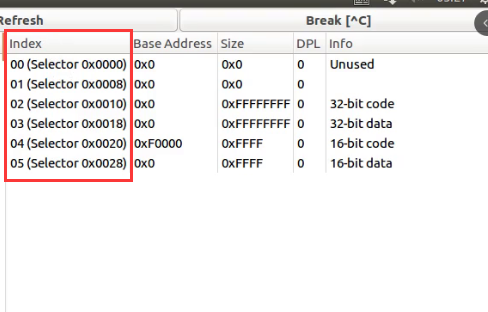 Refresh Break [^C]
Index Base Address Size DPL Info
00 (Selector 0x0000) 0x0 0x0 0 Unused
01 (Selector 0x0008) 0x0 0x0 0
02 (Selector 0x0010) 0x0 0xFFFFFFFF 0 32-bit code
03 (Selector 0x0018) 0x0 0xFFFFFFFF 0 32-bit data
04 (Selector 0x0020) 0xF0000 0xFFFF 0 16-bit code
05 (Selector 0x0028) 0x0 0xFFFF 0 16-bit data